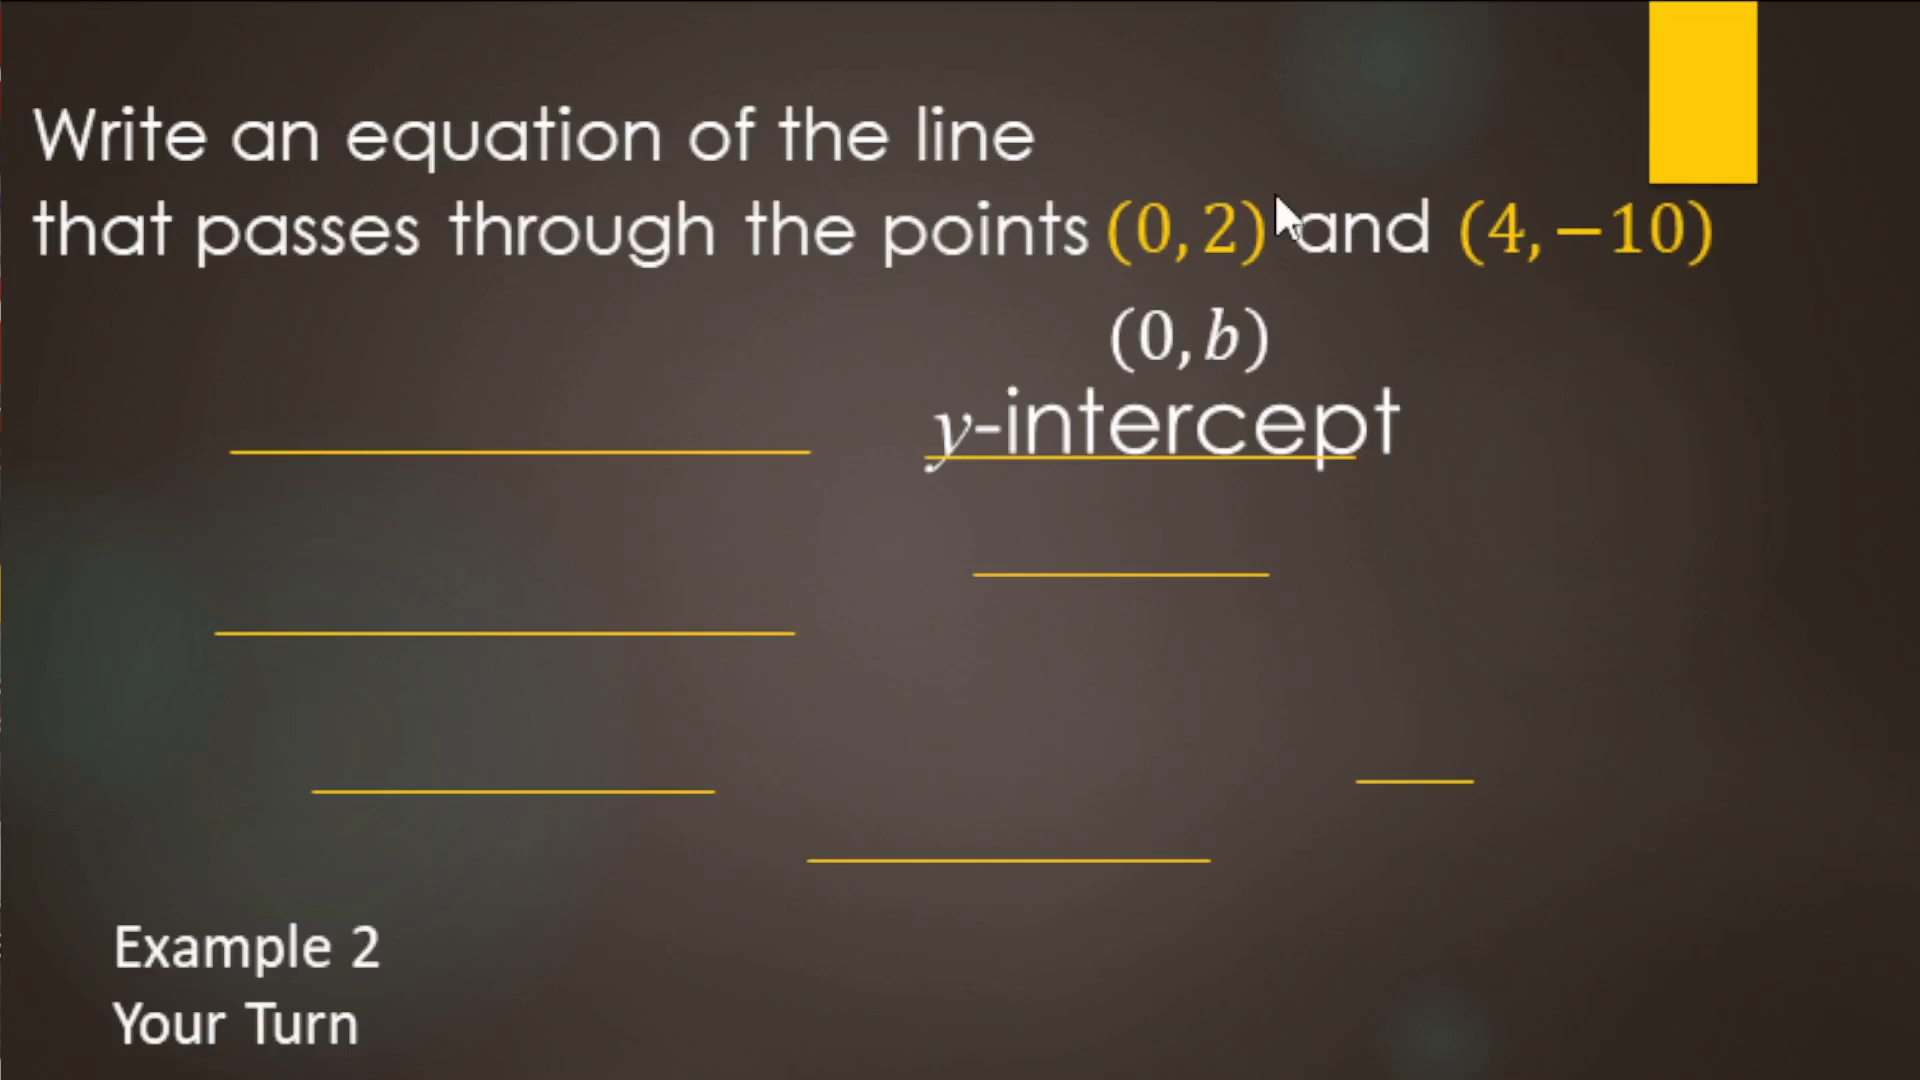 Write an equation of the line
that passes through the points (0, 2) and (4, −10)
(0, b)
y-intercept
Example 2
Your Turn